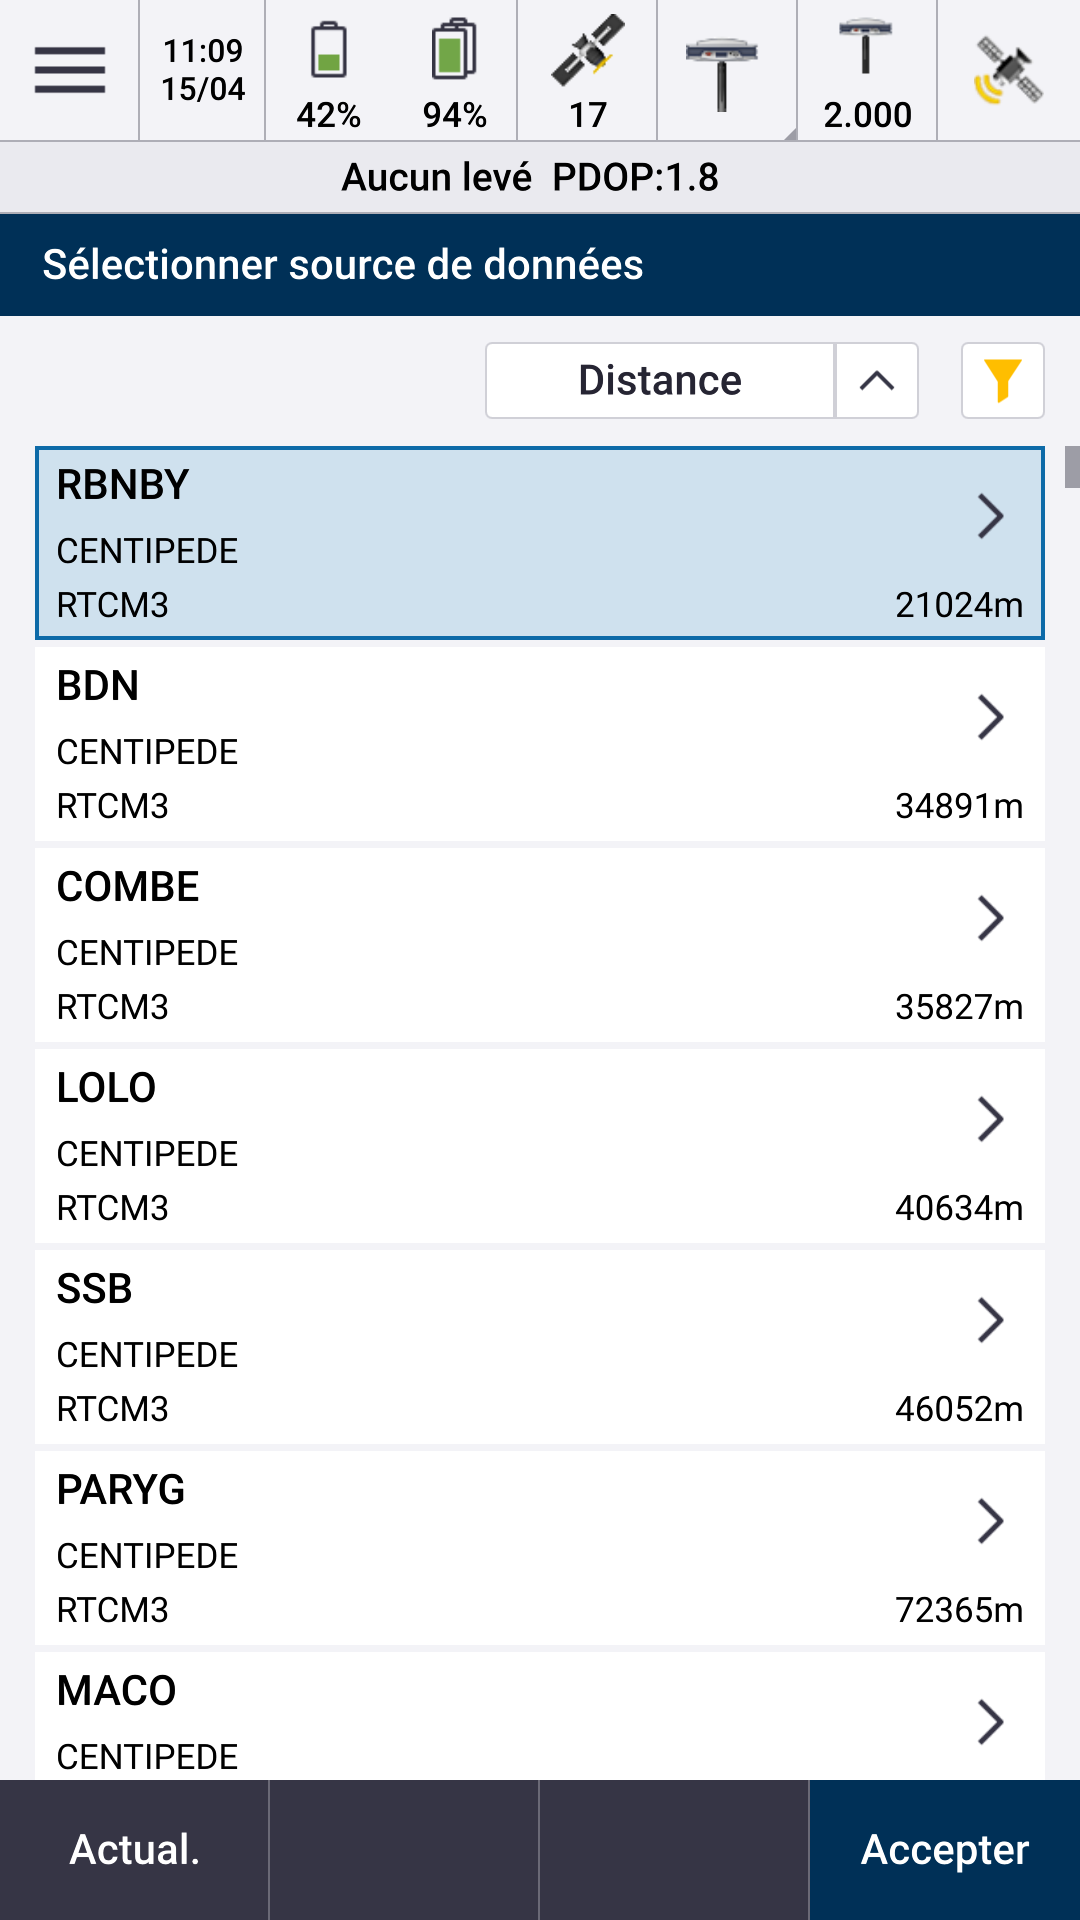 11:09
15/04
42%
94%
17
2.000
Aucun levé PDOP:1.8
Sélectionner source de données
Distance
RBNBY
CENTIPEDE
RTCM3 21024m
BDN
CENTIPEDE
RTCM3 34891m
COMBE
CENTIPEDE
RTCM3 35827m
LOLO
CENTIPEDE
RTCM3 40634m
SSB
CENTIPEDE
RTCM3 46052m
PARYG
CENTIPEDE
RTCM3 72365m
MACO
CENTIPEDE
Actual. Accepter